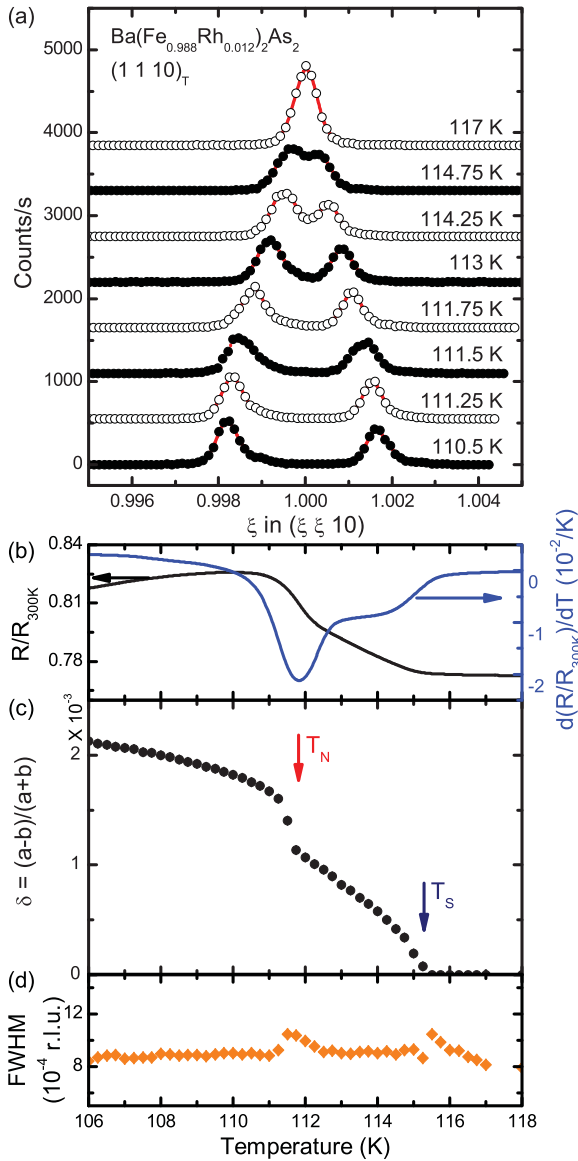 (a)
Ba(Fe0.988Rh0.012)2As2
(1 1 10)T
5000
4000
3000
2000
1000
0
Counts/s
117 K
114.75 K
114.25 K
113 K
111.75 K
111.5 K
111.25 K
110.5 K
0.996 0.998 1.000 1.002 1.004
ξ in (ξ ξ 10)
(b)
0.84
0.81
0.78
R/R300K
0
-1
-2
d(R/R300K)/dT (10-2/K)
(c)
X 10-3
2
1
0
δ = (a-b)/(a+b)
TN
TS
(d)
12
8
FWHM
(10-4 r.l.u.)
106 108 110 112 114 116 118
Temperature (K)